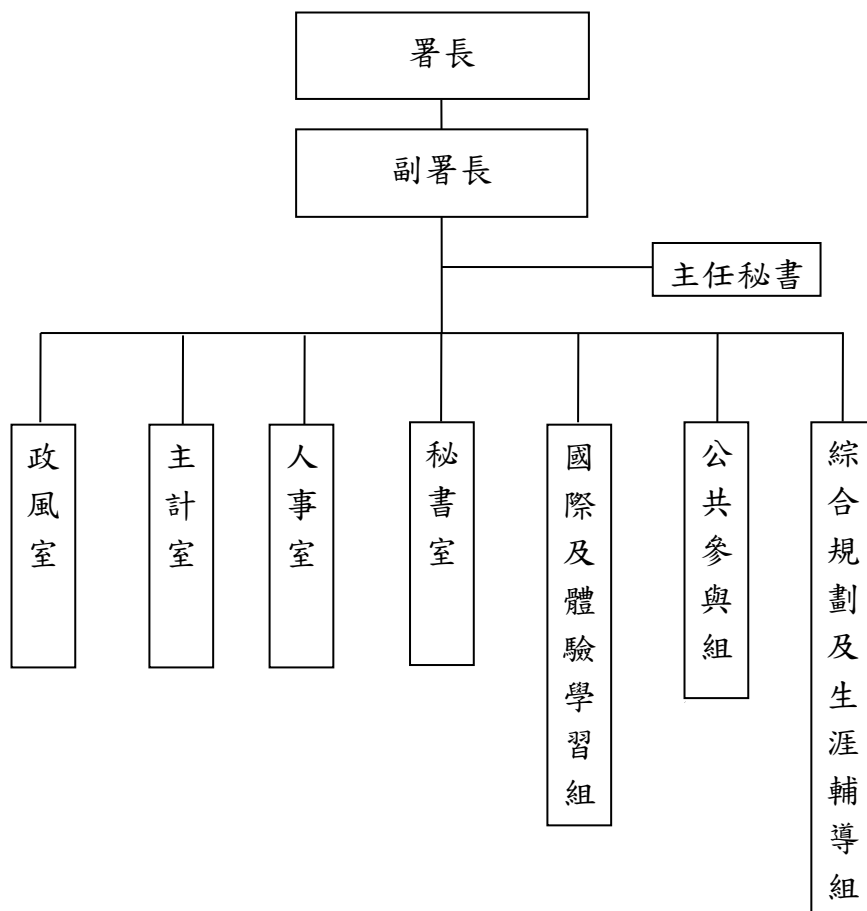 署長
副署長
主任秘書
政風室
主計室
人事室
秘書室
國際及體驗學習組
公共參與組
綜合規劃及生涯輔導組